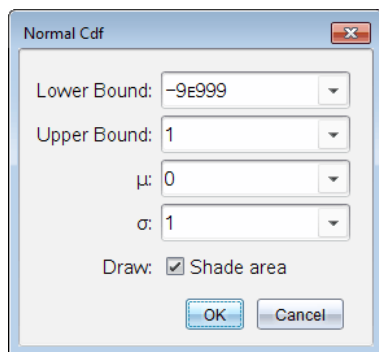 Normal Cdf
Lower Bound: -9E999
Upper Bound: 1
μ: 0
σ: 1
Draw: Shade area
OK Cancel